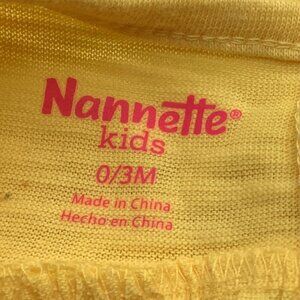 Nannette®
kids
0/3M
Made in China
Hecho en China